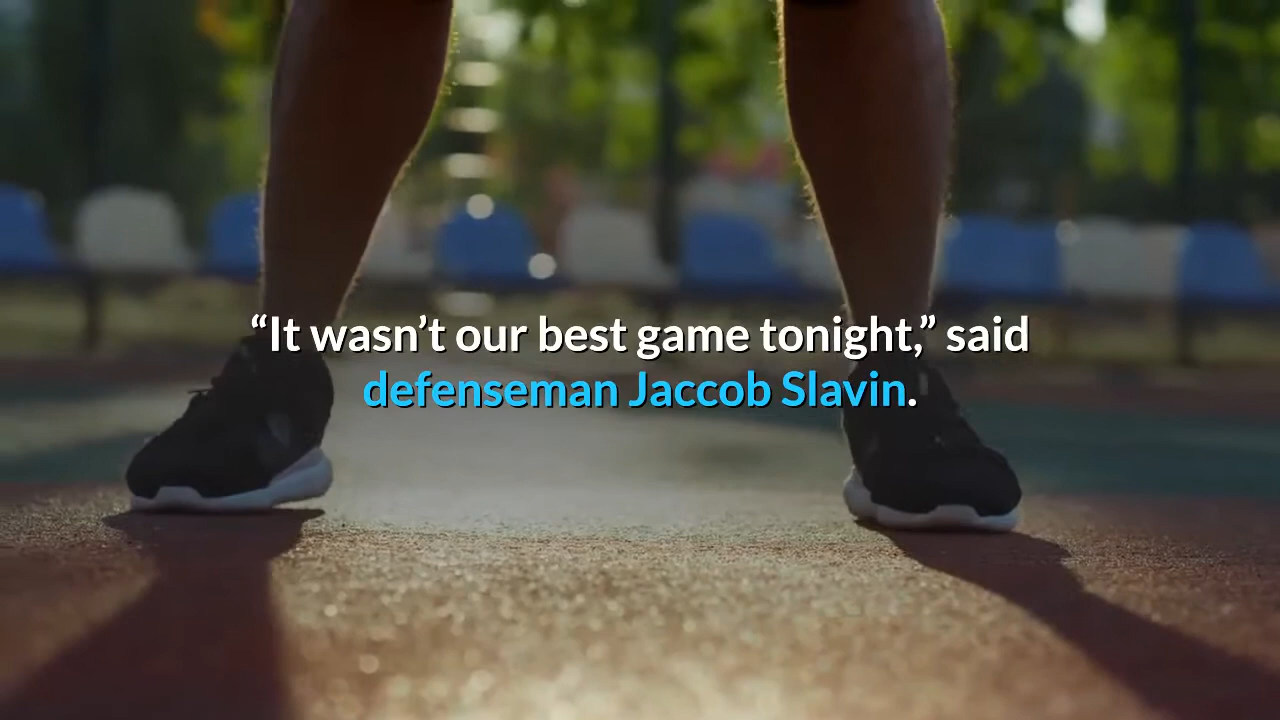 “It wasn’t our best game tonight,” said
defenseman Jaccob Slavin.